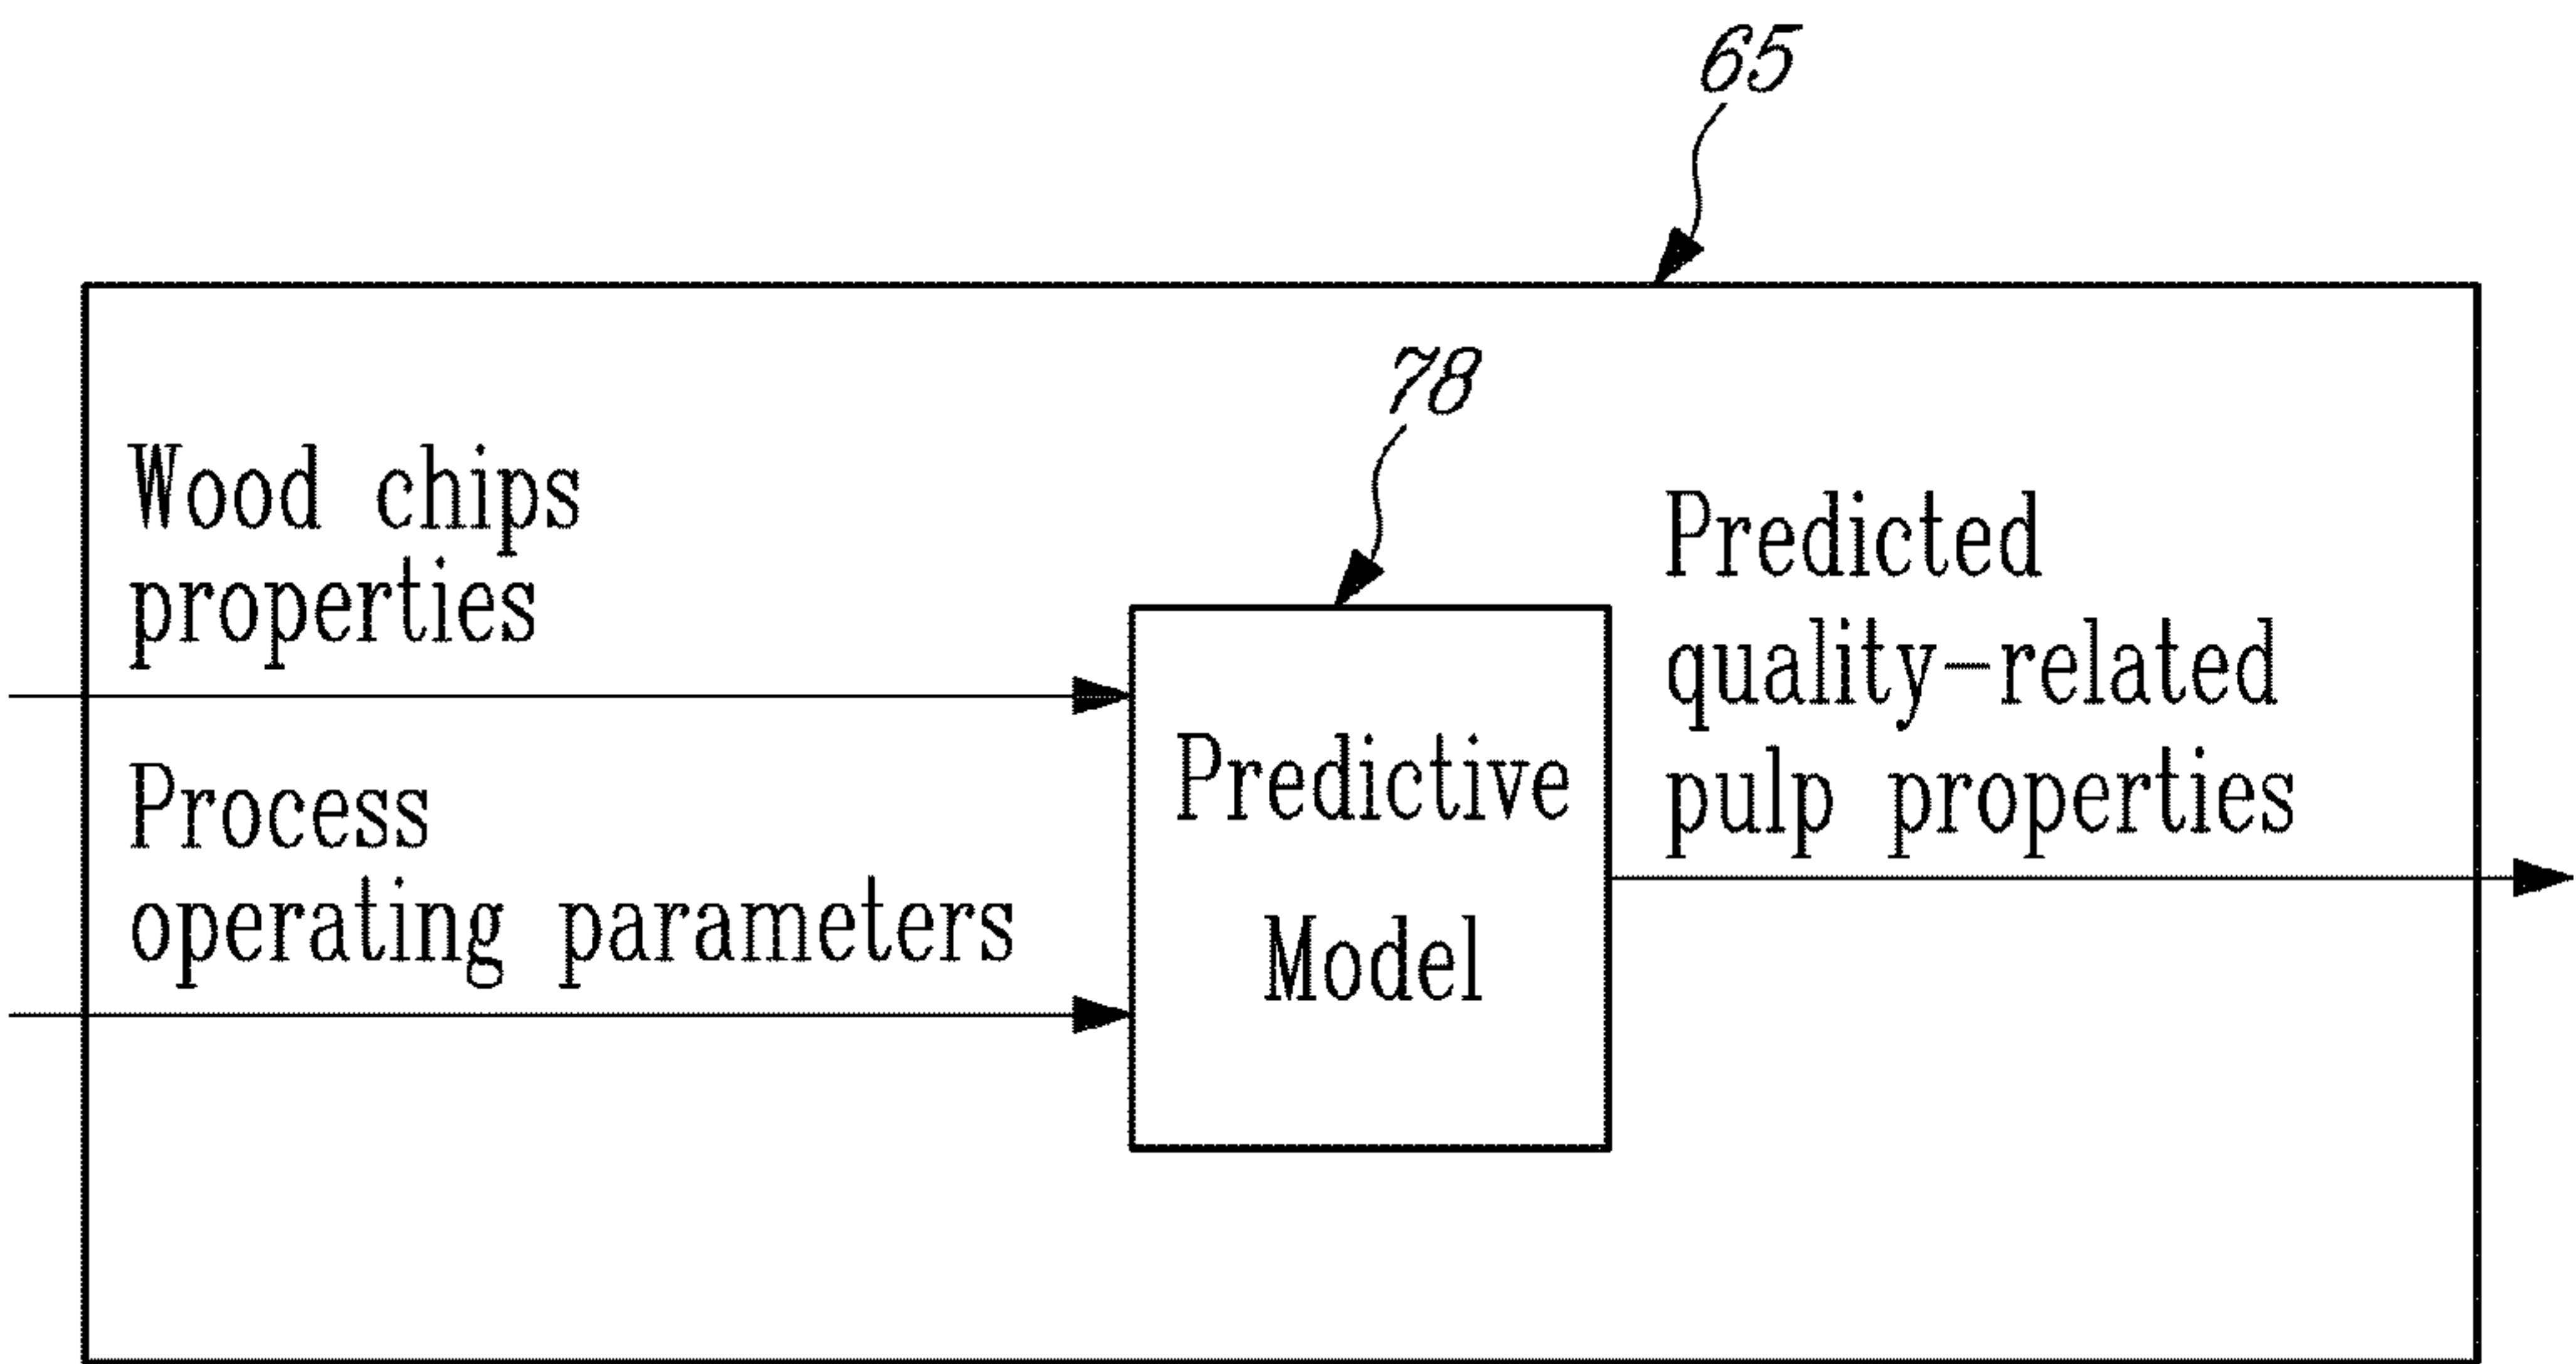 65
78
Wood chips
properties
Process
operating parameters
Predictive
Model
Predicted
quality-related
pulp properties